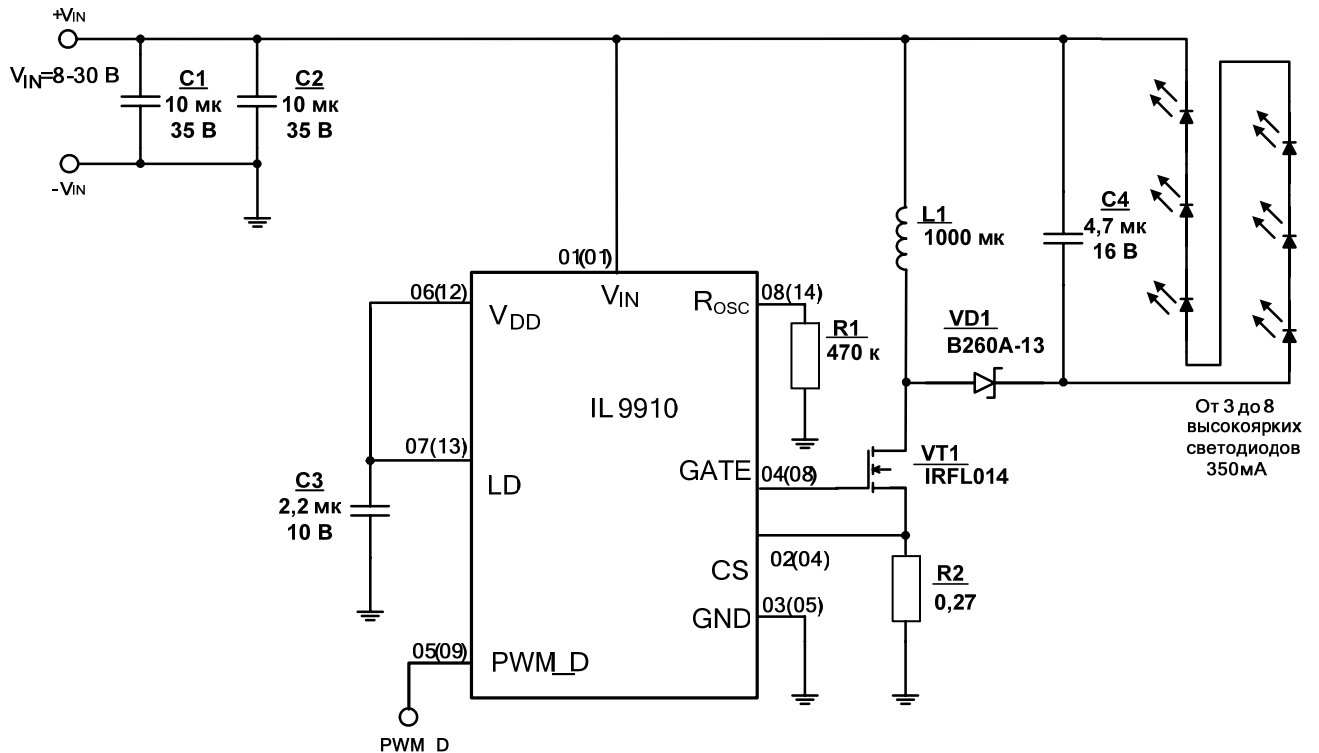 +VIN
VIN=8-30 В
-VIN
C1
10 мк
35 В
C2
10 мк
35 В
01(01)
06(12)
VIN
VDD
ROSC
08(14)
R1
470 к
L1
1000 мк
C4
4,7 мк
16 В
VD1
B260A-13
IL9910
07(13)
LD
GATE
04(08)
VT1
IRFL014
От 3 до 8
высокоярких
светодиодов
350мА
C3
2,2 мк
10 В
CS
02(04)
R2
0,27
GND
03(05)
05(09)
PWM_D
PWM D